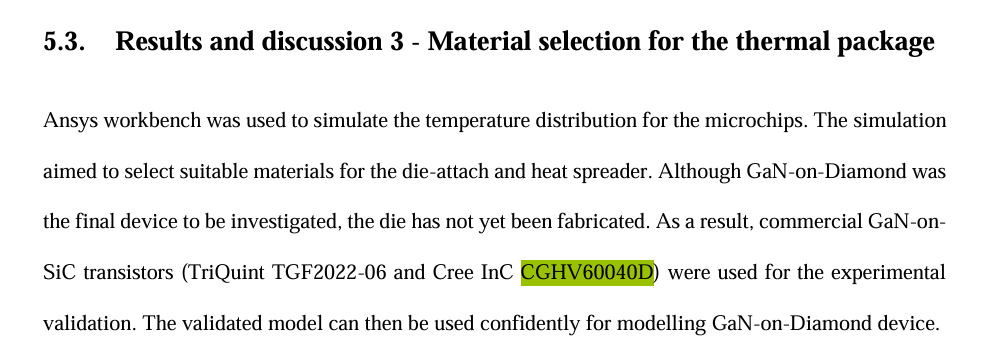 5.3. Results and discussion 3 - Material selection for the thermal package
Ansys workbench was used to simulate the temperature distribution for the microchips. The simulation
aimed to select suitable materials for the die-attach and heat spreader. Although GaN-on-Diamond was
the final device to be investigated, the die has not yet been fabricated. As a result, commercial GaN-on-
SiC transistors (TriQuint TGF2022-06 and Cree InC CGHV60040D) were used for the experimental
validation. The validated model can then be used confidently for modelling GaN-on-Diamond device.